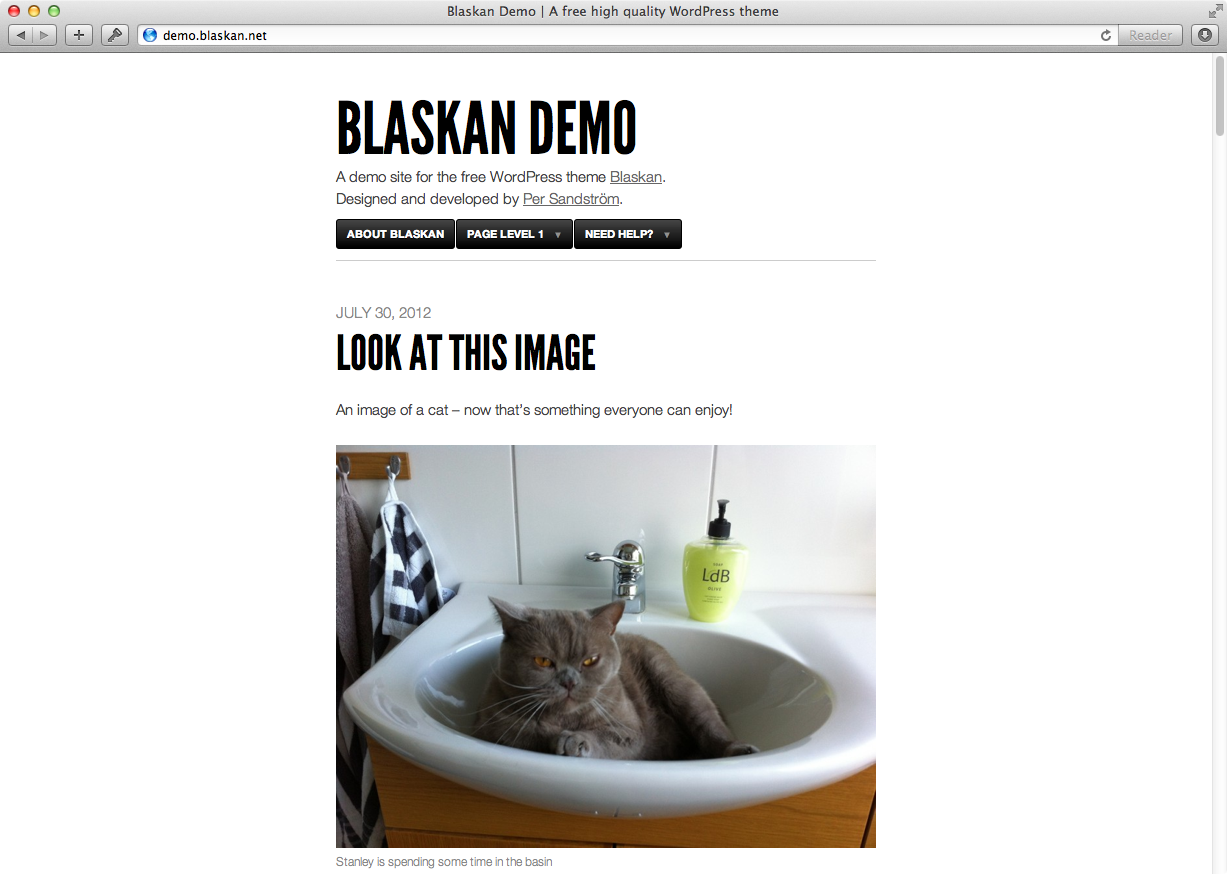 Blaskan Demo | A free high quality WordPress theme
demo.blaskan.net
Reader
BLASKAN DEMO
A demo site for the free WordPress theme Blaskan.
Designed and developed by Per Sandström.
ABOUT BLASKAN
PAGE LEVEL 1
NEED HELP?
JULY 30, 2012
LOOK AT THIS IMAGE
An image of a cat – now that's something everyone can enjoy!
LdB
Stanley is spending some time in the basin